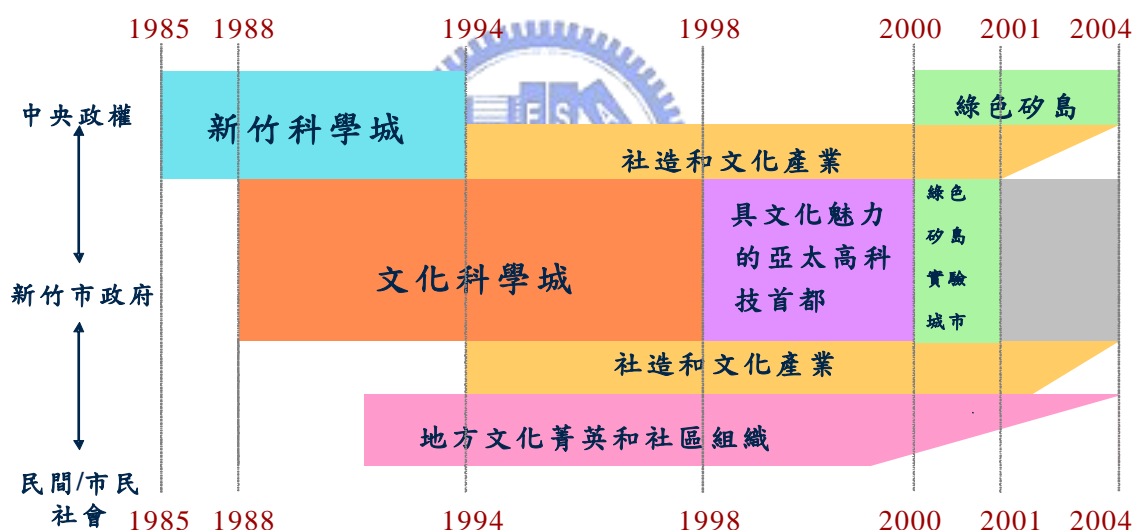 1985 1988 1994 1998 2000 2001 2004
中央政權
新竹科學城
綠色矽島
社造和文化產業
新竹市政府
文化科學城
具文化魅力
的亞太高科
技首都
綠色
矽島
實驗
城市
社造和文化產業
地方文化菁英和社區組織
民間/市民
社會
1985 1988 1994 1998 2000 2001 2004